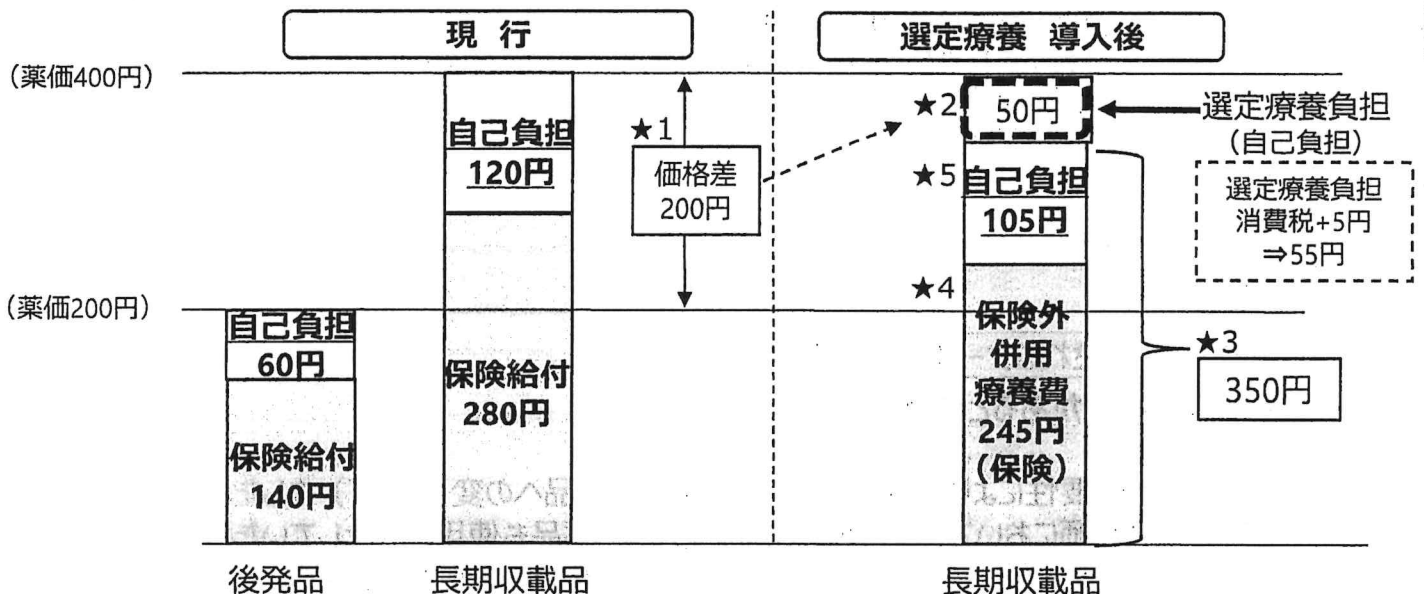 現 行
選定療養 導入後
(薬価400円)
自己負担
120円
★1
価格差
200円
★2
50円
選定療養負担
(自己負担)
選定療養負担
消費税+5円
⇒55円
★5
自己負担
105円
★4
(薬価200円)
自己負担
60円
保険給付
140円
保険給付
280円
保険外
併用
療養費
245円
(保険)
★3
350円
後発品
長期収載品
長期収載品